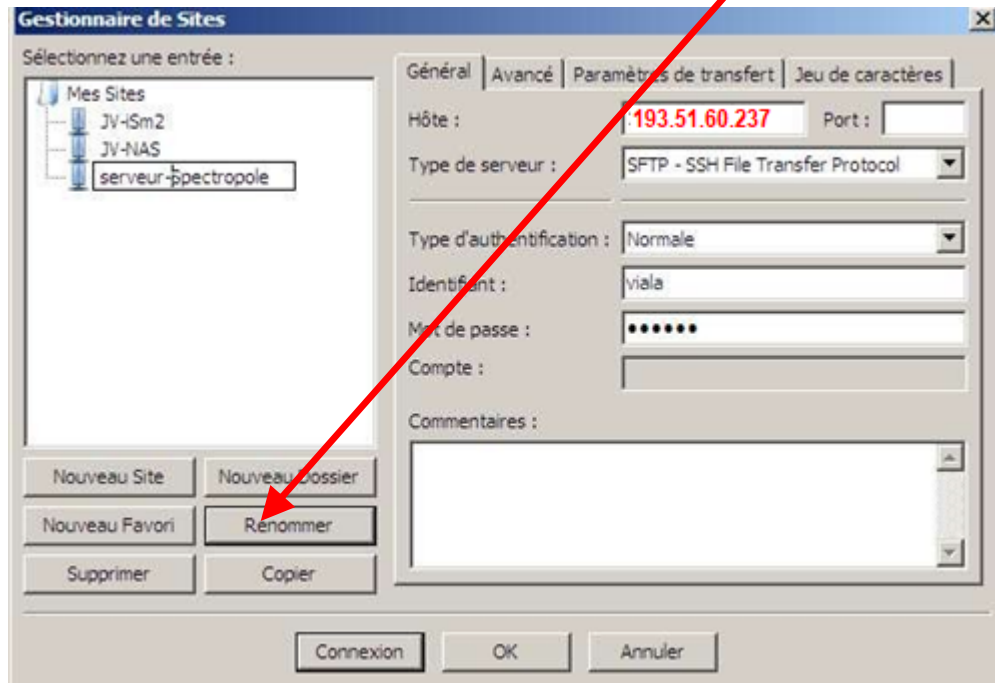 Gestionnaire de Sites
Sélectionnez une entrée :
Mes Sites
JV-iSm2
JV-NAS
serveur-spectropole
Nouveau Site
Nouveau Dossier
Nouveau Favori
Renommer
Supprimer
Copier
Général
Avancé
Paramètres de transfert
Jeu de caractères
Hôte : 193.51.60.237 Port :
Type de serveur : SFTP - SSH File Transfer Protocol
Type d'authentification : Normale
Identifiant : viala
Mot de passe : ●●●●●●
Compte :
Commentaires :
Connexion
OK
Annuler